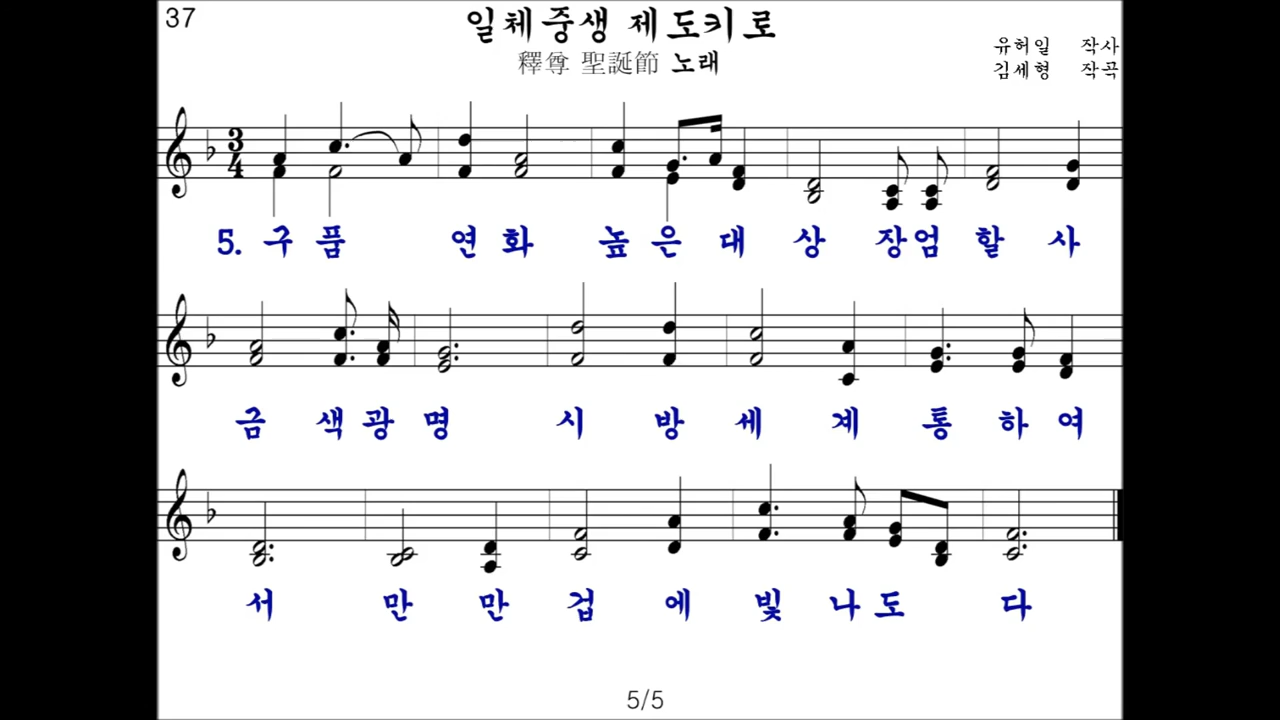 37
일체중생 제도키로
釋尊 聖誕節 노래
유허일 작사
김세형 작곡
5. 구 품 연 화 높 은 대 상 장 엄 할 사
금 색 광 명 시 방 세 계 통 하 여
서 만 만 겁 에 빛 나 도 다
5/5